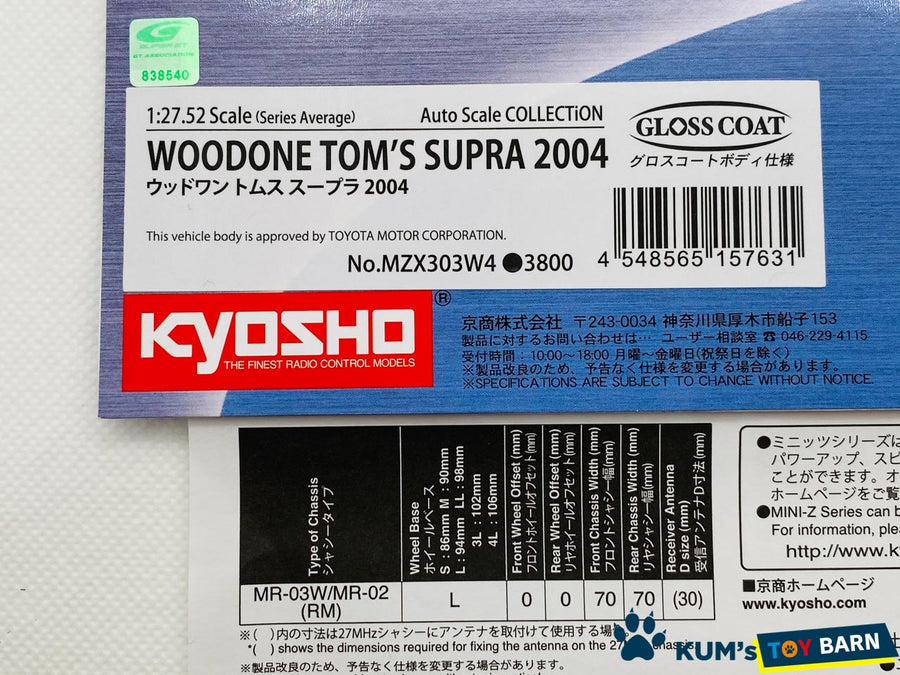 SUPER GT
GT ASSOCIATION
838540
1:27.52 Scale (Series Average) Auto Scale COLLECTiON
GLOSS COAT
グロスコートボディ仕様
WOODONE TOM'S SUPRA 2004
ウッドワン トムス スープラ 2004
This vehicle body is approved by TOYOTA MOTOR CORPORATION.
No.MZX303W4 ●3800
4 548565 157631
KYOSHO ®
THE FINEST RADIO CONTROL MODELS
京商株式会社 〒243-0034 神奈川県厚木市船子153
製品に対するお問い合わせは… ユーザー相談室 ☎ 046-229-4115
受付時間：10:00〜18:00 月曜〜金曜日(祝祭日を除く)
※製品改良のため、予告なく仕様を変更する場合があります。
※SPECIFICATIONS ARE SUBJECT TO CHANGE WITHOUT NOTICE.
Type of Chassis
シャシータイプ
Wheel Base
ホイールベース
S : 86mm M : 90mm
L : 94mm LL : 98mm
3L : 102mm
4L : 106mm
Front Wheel Offset (mm)
フロントホイールオフセット(mm)
Rear Wheel Offset (mm)
リヤホイールオフセット(mm)
Front Chassis Width (mm)
フロントシャシー幅(mm)
Rear Chassis Width (mm)
リヤシャシー幅(mm)
Receiver Antenna
D size (mm)
受信アンテナD寸法(mm)
MR-03W/MR-02
(RM)
L 0 0 70 70 (30)
※( )内の寸法は27MHzシャシーにアンテナを取付けて使用する場
*( ) shows the dimensions required for fixing the antenna on the 27
※製品改良のため、予告なく仕様を変更する場合があります。
●ミニッツシリーズは
パワーアップ、スピ
ことができます。オ
ホームページをご覧
●MINI-Z Series can b
For information, plea
http://www.k
■京商ホームページ
www.kyosho.com
KUM's TOY BARN